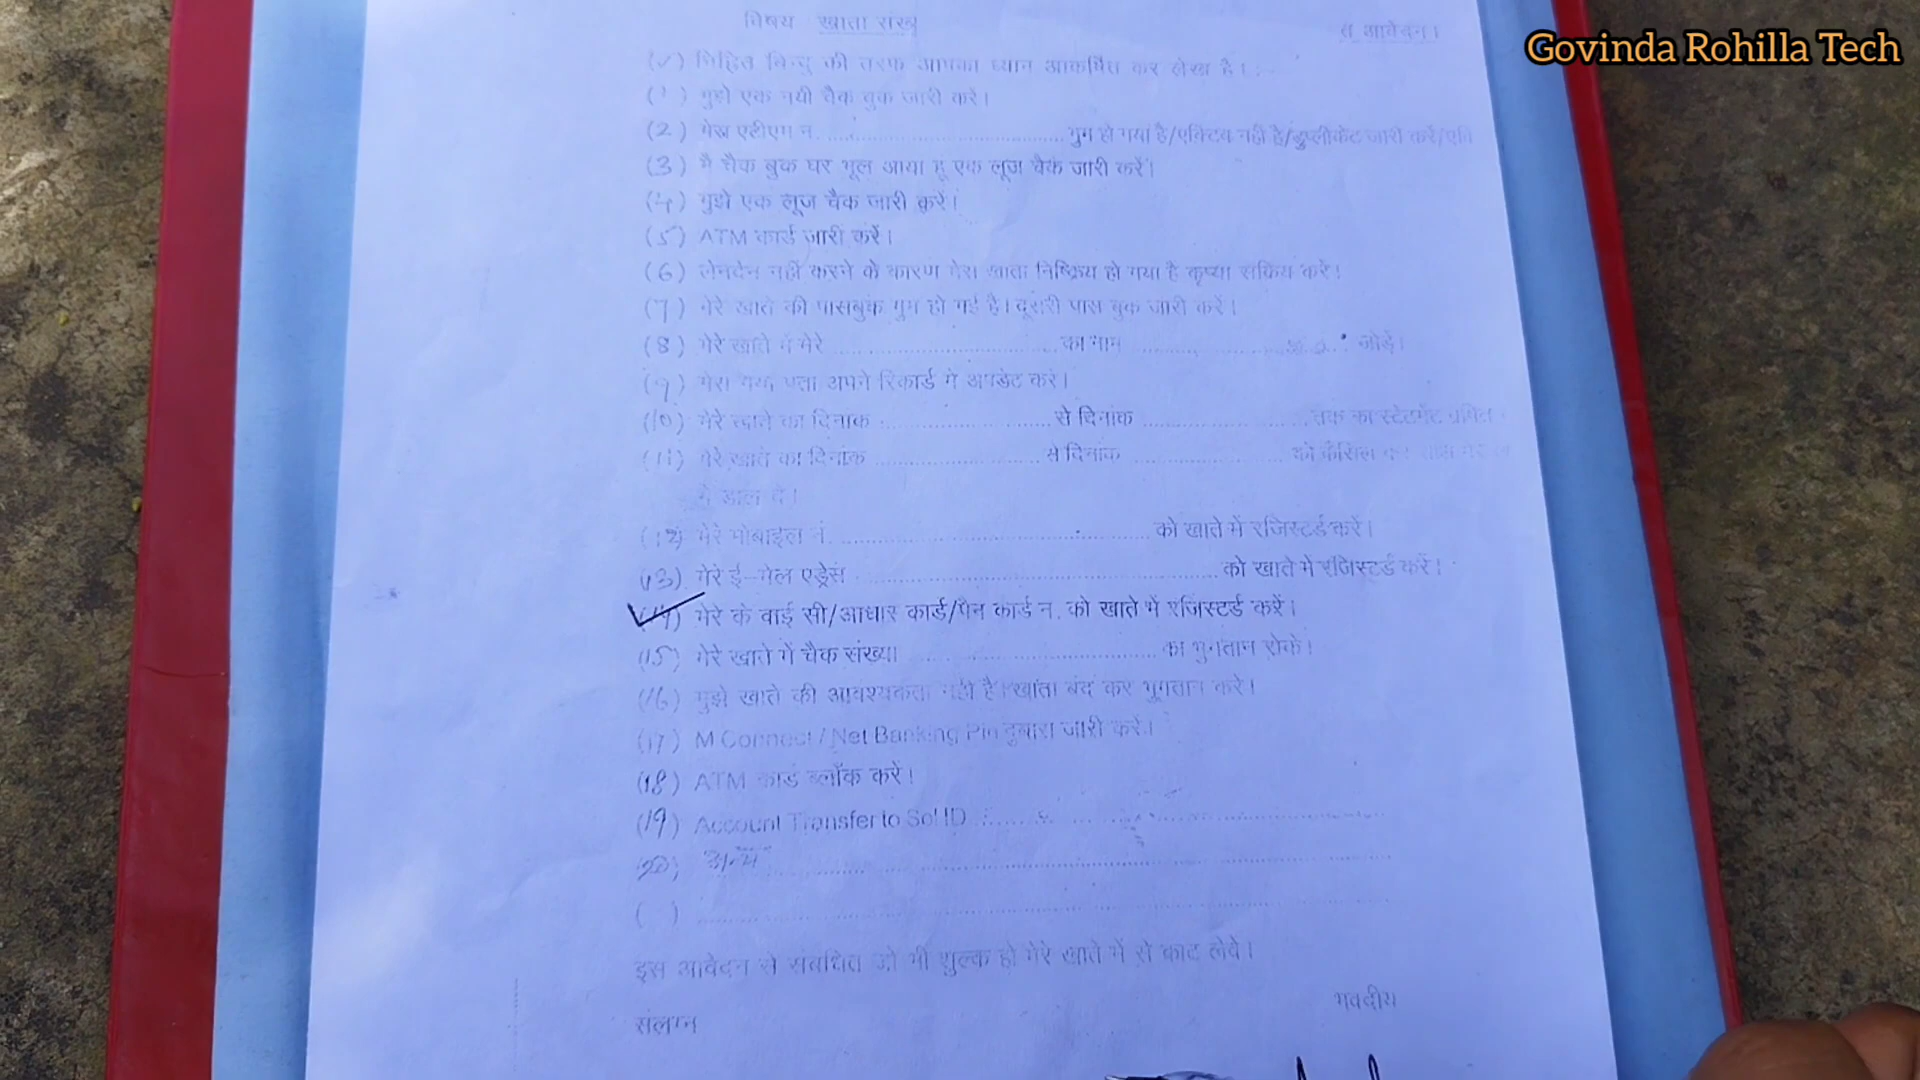 Govinda Rohilla Tech
विषय खाता संख्
से आवेदन।
(✓) निहित बिन्दू की तरफ आपका ध्यान आकर्षित कर लेख है। :-
(1) मुझे एक नयी चैक बुक जारी करें।
(2) मेरा एटीएम न. .................... गुम हो गया है/एक्टिव नहीं है/डुप्लीकेट जारी करें/
(3) मै चैक बुक घर भूल आया हू एक लूज चैक जारी करें।
(4) मुझे एक लूज चैक जारी करें।
(5) ATM कार्ड जारी करें।
(6) लेनदेन नहीं करने के कारण मेरा खाता निष्क्रिय हो गया है कृप्या सक्रिय करें।
(7) मेरे खाते की पासबुक गुम हो गई है। दूसरी पास बुक जारी करें।
(8) मेरे खाते में मेरे .................... का नाम .................... जोड़े।
(9) मेरा नया पता अपने रिकार्ड मे अपडेट करें।
(10) मेरे खाते का दिनांक .................... से दिनांक .................... तक का स्टेटमेंट
(11) मेरे खाते का दिनांक .................... से दिनांक .................... को कैंसिल कर
मे डाल दे।
(12) मेरे मोबाईल नं. .................... को खाते में रजिस्टर्ड करें।
(13) मेरे ई-मेल एड्रेस .................... को खाते में रजिस्टर्ड करें।
(14) मेरे के वाई सी/आधार कार्ड/पैन कार्ड न. को खाते में रजिस्टर्ड करें।
(15) मेरे खाते में चैक संख्या .................... का भुगतान रोके।
(16) मुझे खाते की आवश्यकता नही है। खाता बंद कर भूगतान करे।
(17) M Connect / Net Banking Pin दुबारा जारी करें।
(18) ATM कार्ड ब्लॉक करें।
(19) Account Transfer to Sol ID ....................
(20) अन्य ....................
( ) ....................
इस आवेदन से संबधित जो भी शुल्क हो मेरे खाते में से काट लेवे।
भवदीय
संलग्न